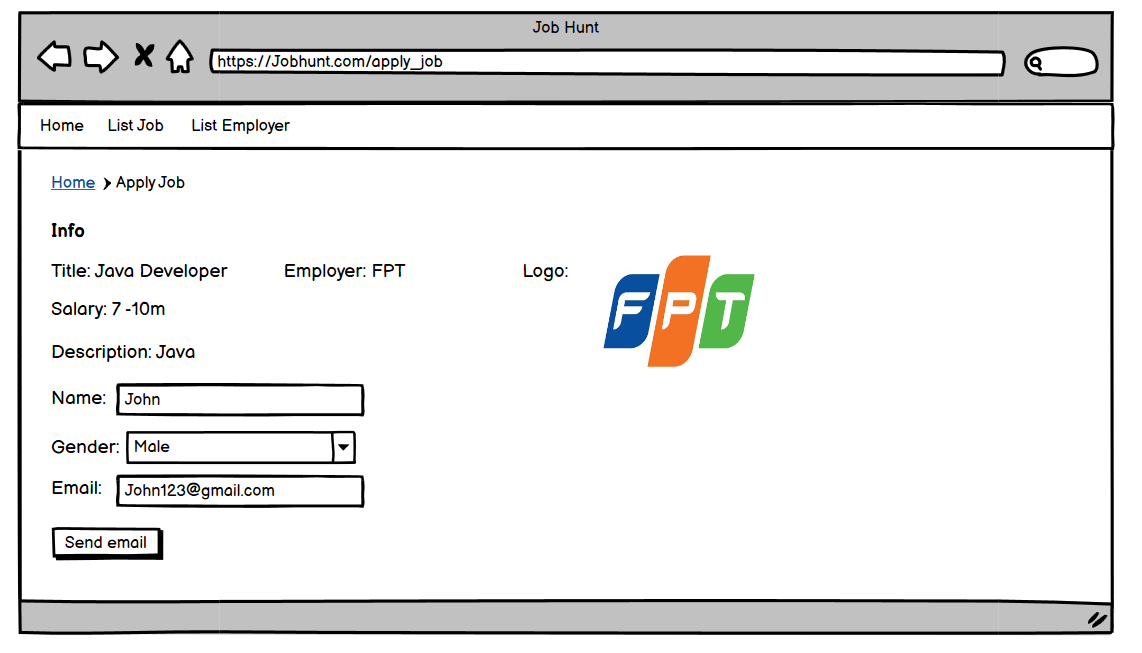 Job Hunt
https://Jobhunt.com/apply_job
Home List Job List Employer
Home Apply Job
Info
Title: Java Developer Employer: FPT Logo: FPT
Salary: 7 -10m
Description: Java
Name: John
Gender: Male
Email: John123@gmail.com
Send email